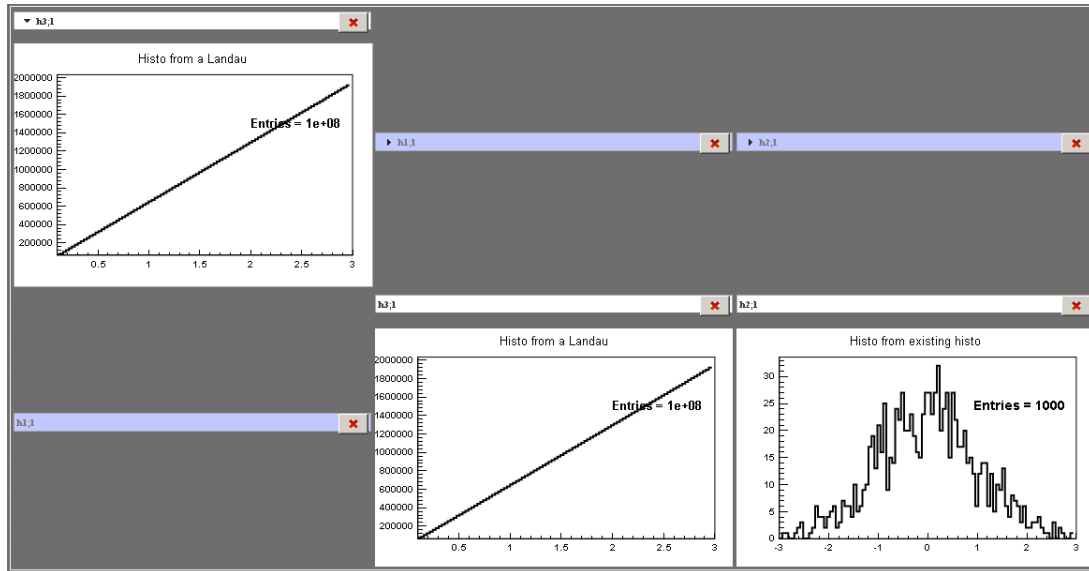 h3;1
Histo from a Landau
2000000
1800000
1600000
1400000
1200000
1000000
800000
600000
400000
200000
Entries = 1e+08
0.5 1 1.5 2 2.5 3
h1;1
h2;1
h3;1
Histo from a Landau
2000000
1800000
1600000
1400000
1200000
1000000
800000
600000
400000
200000
Entries = 1e+08
0.5 1 1.5 2 2.5 3
h2;1
Histo from existing histo
30
25
20
15
10
5
0
Entries = 1000
-3 -2 -1 0 1 2 3
h1;1